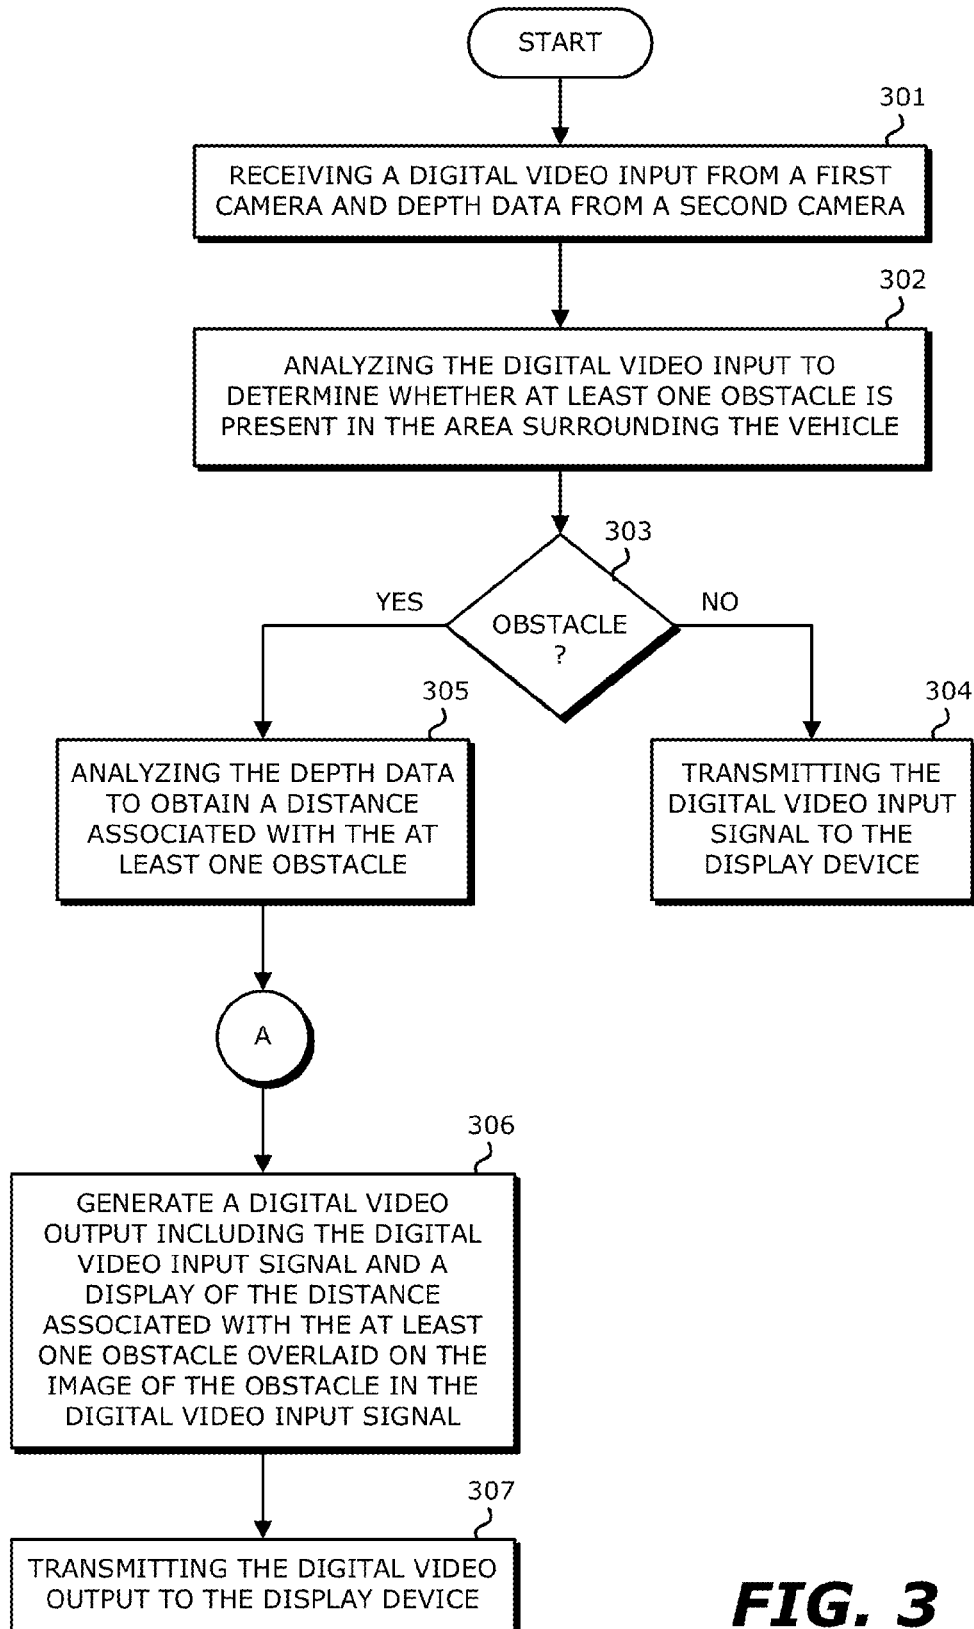 START
301
RECEIVING A DIGITAL VIDEO INPUT FROM A FIRST
CAMERA AND DEPTH DATA FROM A SECOND CAMERA
302
ANALYZING THE DIGITAL VIDEO INPUT TO
DETERMINE WHETHER AT LEAST ONE OBSTACLE IS
PRESENT IN THE AREA SURROUNDING THE VEHICLE
303
YES
NO
OBSTACLE
?
305
ANALYZING THE DEPTH DATA
TO OBTAIN A DISTANCE
ASSOCIATED WITH THE AT
LEAST ONE OBSTACLE
304
TRANSMITTING THE
DIGITAL VIDEO INPUT
SIGNAL TO THE
DISPLAY DEVICE
A
306
GENERATE A DIGITAL VIDEO
OUTPUT INCLUDING THE DIGITAL
VIDEO INPUT SIGNAL AND A
DISPLAY OF THE DISTANCE
ASSOCIATED WITH THE AT LEAST
ONE OBSTACLE OVERLAID ON THE
IMAGE OF THE OBSTACLE IN THE
DIGITAL VIDEO INPUT SIGNAL
307
TRANSMITTING THE DIGITAL VIDEO
OUTPUT TO THE DISPLAY DEVICE
FIG. 3